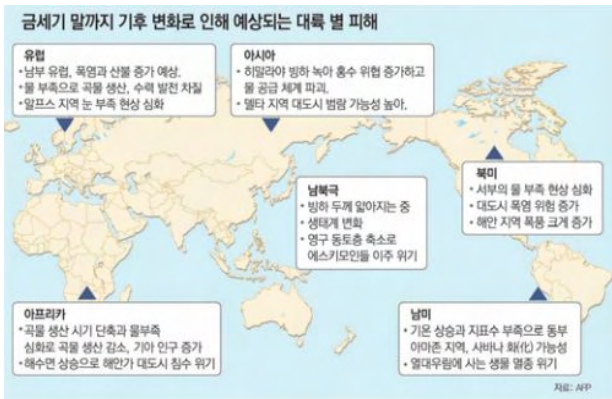 금세기 말까지 기후 변화로 인해 예상되는 대륙 별 피해
유럽
•남부 유럽, 폭염과 산불 증가 예상.
•물 부족으로 곡물 생산, 수력 발전 차질
•알프스 지역 눈 부족 현상 심화
아시아
• 히말라야 빙하 녹아 홍수 위협 증가하고
물 공급 체계 파괴.
• 델타 지역 대도시 범람 가능성 높아.
북미
• 서부의 물 부족 현상 심화
• 대도시 폭염 위험 증가
• 해안 지역 폭풍 크게 증가
남북극
• 빙하 두께 얇아지는 중
• 생태계 변화
• 영구 동토층 축소로
에스키모인들 이주 위기
아프리카
•곡물 생산 시기 단축과 물부족
심화로 곡물 생산 감소, 기아 인구 증가
•해수면 상승으로 해안가 대도시 침수 위기
남미
• 기온 상승과 지표수 부족으로 동부
아마존 지역, 사바나 화(化) 가능성
• 열대우림에 사는 생물 멸종 위기
자료: AFP